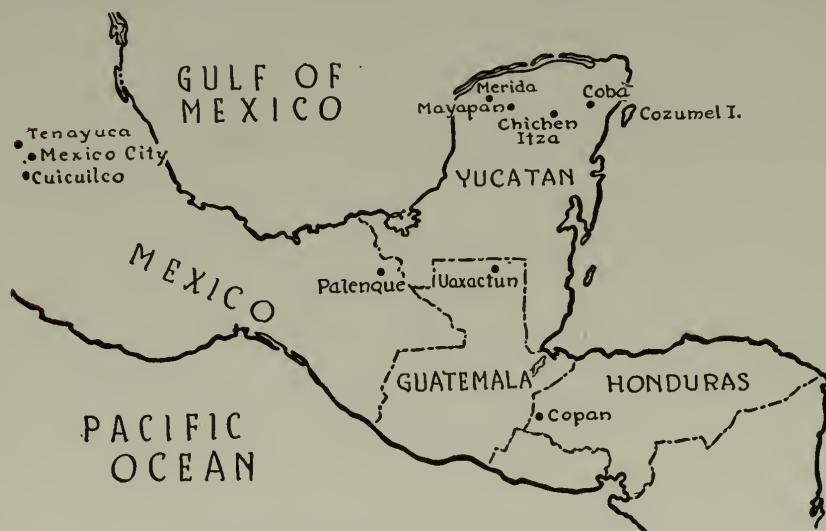 GULF OF
MEXICO
Merida
Mayapan
Chichen
Itza
Coba
Cozumel I.
Tenayuca
Mexico City
Cuicuilco
YUCATAN
MEXICO
Palenque
Uaxactun
GUATEMALA
HONDURAS
Copan
PACIFIC
OCEAN